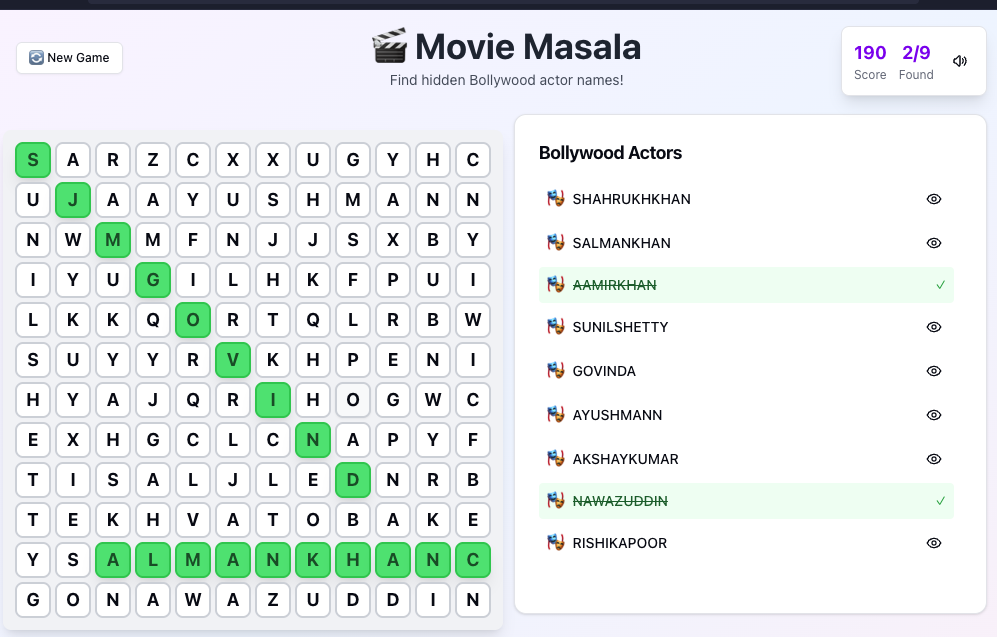 New Game
Movie Masala
Find hidden Bollywood actor names!
190 2/9
Score Found
S A R Z C X X U G Y H C
U J A A Y U S H M A N N
N W M M F N J J S X B Y
I Y U G I L H K F P U I
L K K Q O R T Q L R B W
S U Y Y R V K H P E N I
H Y A J Q R I H O G W C
E X H G C L C N A P Y F
T I S A L J L E D N R B
T E K H V A T O B A K E
Y S A L M A N K H A N C
G O N A W A Z U D D I N
Bollywood Actors
SHAHRUKHKHAN
SALMANKHAN
AAMIRKHAN
SUNILSHETTY
GOVINDA
AYUSHMANN
AKSHAYKUMAR
NAWAZUDDIN
RISHIKAPOOR